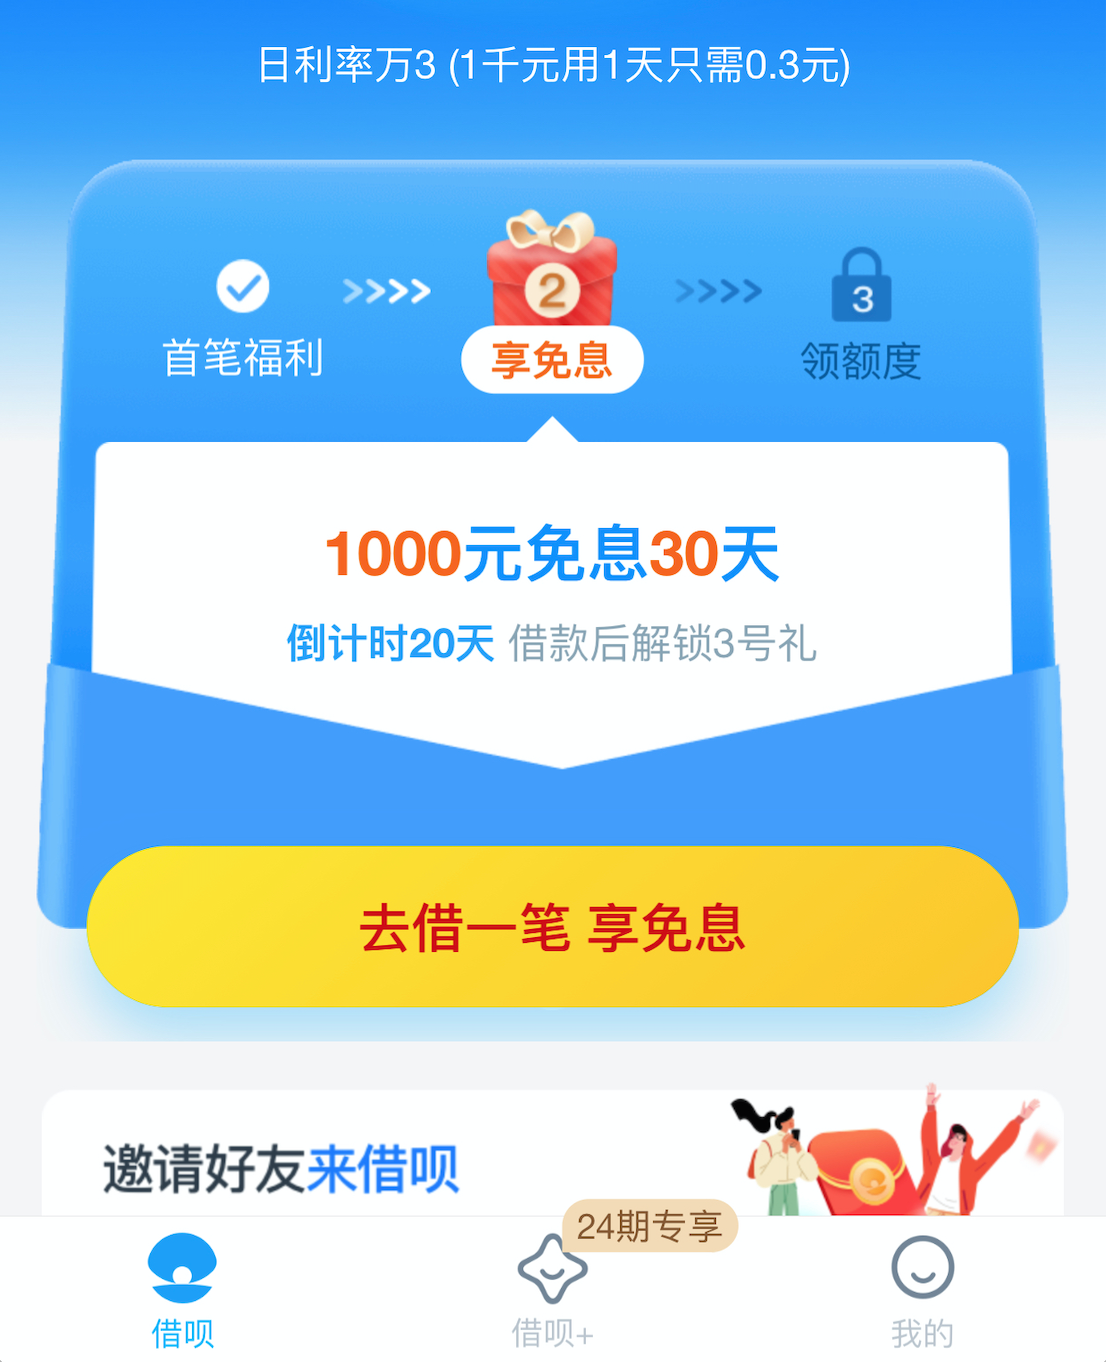 日利率万3 (1千元用1天只需0.3元)
2
3
首笔福利
享免息
领额度
1000元免息30天
倒计时20天 借款后解锁3号礼
去借一笔 享免息
邀请好友来借呗
24期专享
借呗
借呗+
我的